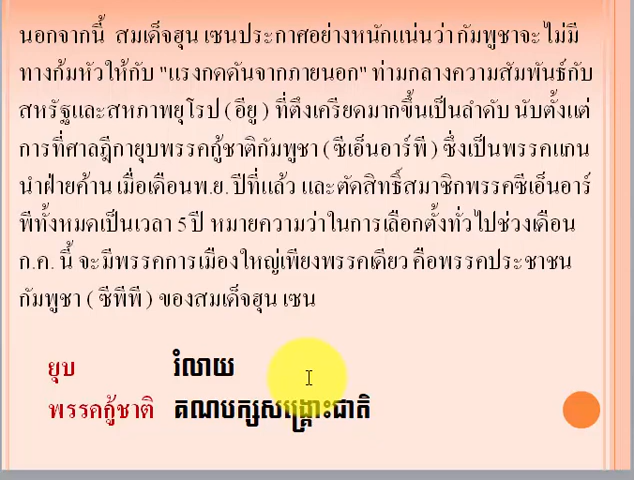 นอกจากนี้ สมเด็จฮุน เซนประกาศอย่างหนักแน่นว่า กัมพูชาจะไม่มี
ทางก้มหัวให้กับ "แรงกดดันจากภายนอก" ท่ามกลางความสัมพันธ์กับ
สหรัฐและสหภาพยุโรป ( อียู ) ที่ตึงเครียดมากขึ้นเป็นลำดับ นับตั้งแต่
การที่ศาลฎีกายุบพรรคกู้ชาติกัมพูชา ( ซีเอ็นอาร์พี ) ซึ่งเป็นพรรคแกน
นำฝ่ายค้าน เมื่อเดือนพ.ย. ปีที่แล้ว และตัดสิทธิ์สมาชิกพรรคซีเอ็นอาร์
พีทั้งหมดเป็นเวลา 5 ปี หมายความว่าในการเลือกตั้งทั่วไปช่วงเดือน
ก.ค. นี้ จะมีพรรคการเมืองใหญ่เพียงพรรคเดียว คือพรรคประชาชน
กัมพูชา ( ซีพีพี ) ของสมเด็จฮุน เซน
ยุบ រំលាយ
พรรคกู้ชาติ គណបក្សសង្គ្រោះជាតិ